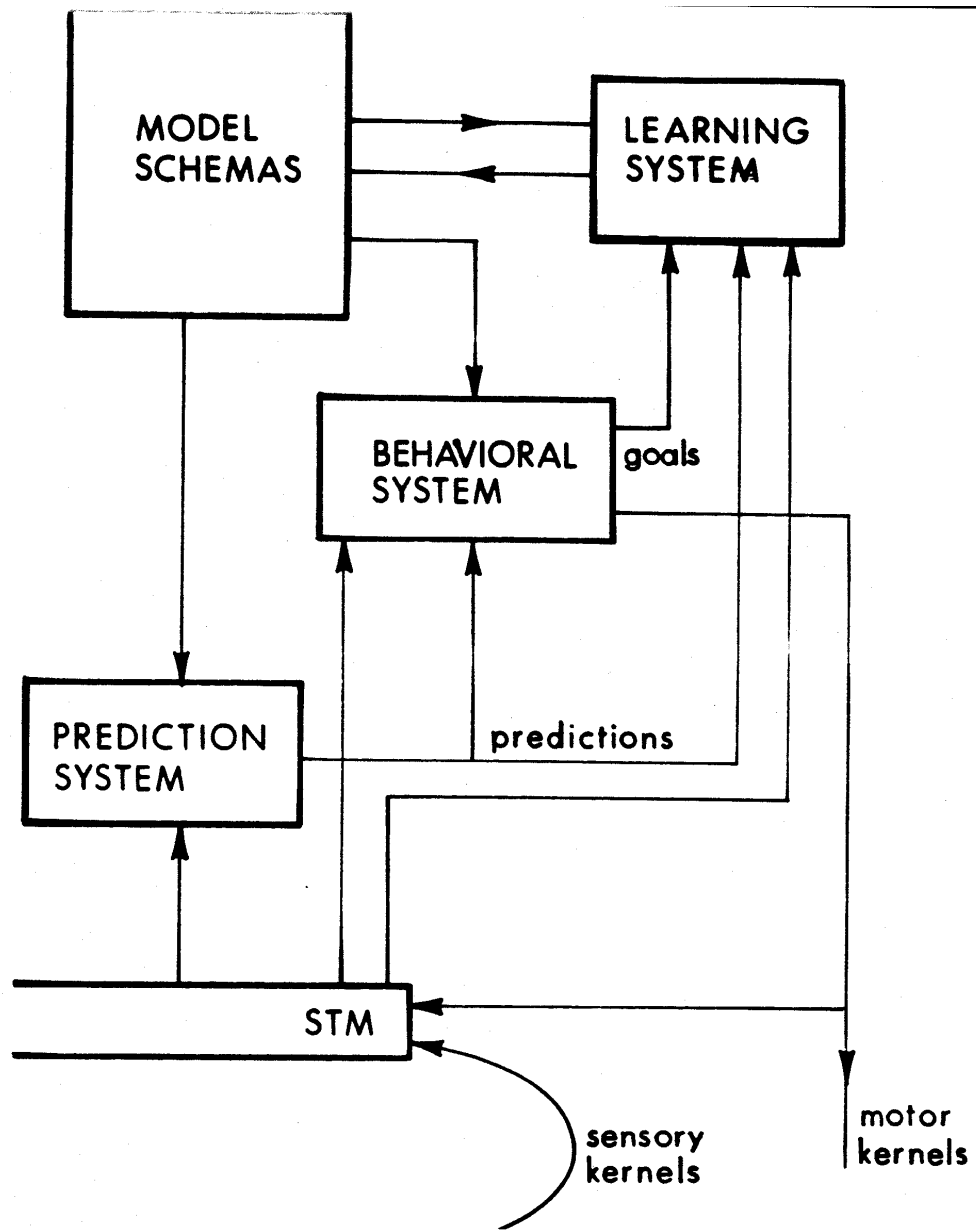 MODEL
SCHEMAS
LEARNING
SYSTEM
BEHAVIORAL
SYSTEM
goals
PREDICTION
SYSTEM
predictions
STM
sensory
kernels
motor
kernels